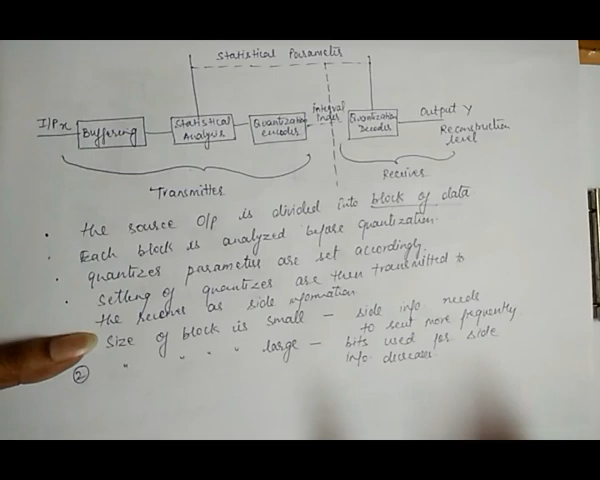 Statistical Parameter
I/P x
Buffering
Statistical
Analysis
Quantization
encoder
interval
Index
Quantization
Decoder
Output Y
Reconstruction
level
Transmitter
Receiver
• the source O/P is divided into block of data
• Each block is analyzed before quantization.
• quantizer parameter are set accordingly.
• Setting of quantizer are then transmitted to
the receiver as side information
Size of block is small - side info needs
to sent more frequently
" " " " large - bits used for side
info. decreases.
②